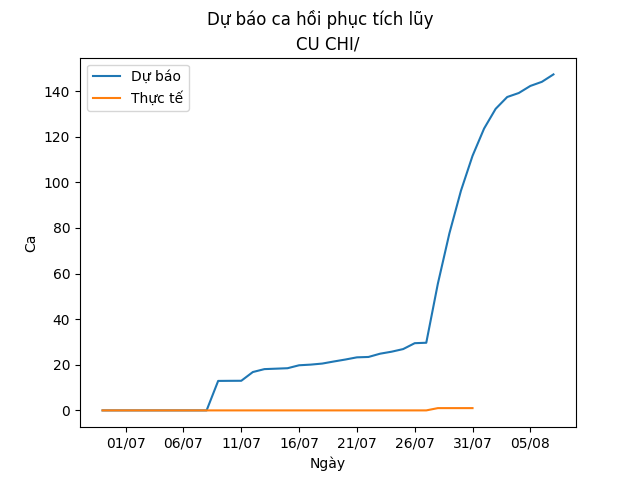 Dự báo ca hồi phục tích lũy
CU CHI/
Dự báo
Thực tế
140
120
100
80
60
40
20
0
Ca
01/07 06/07 11/07 16/07 21/07 26/07 31/07 05/08
Ngày